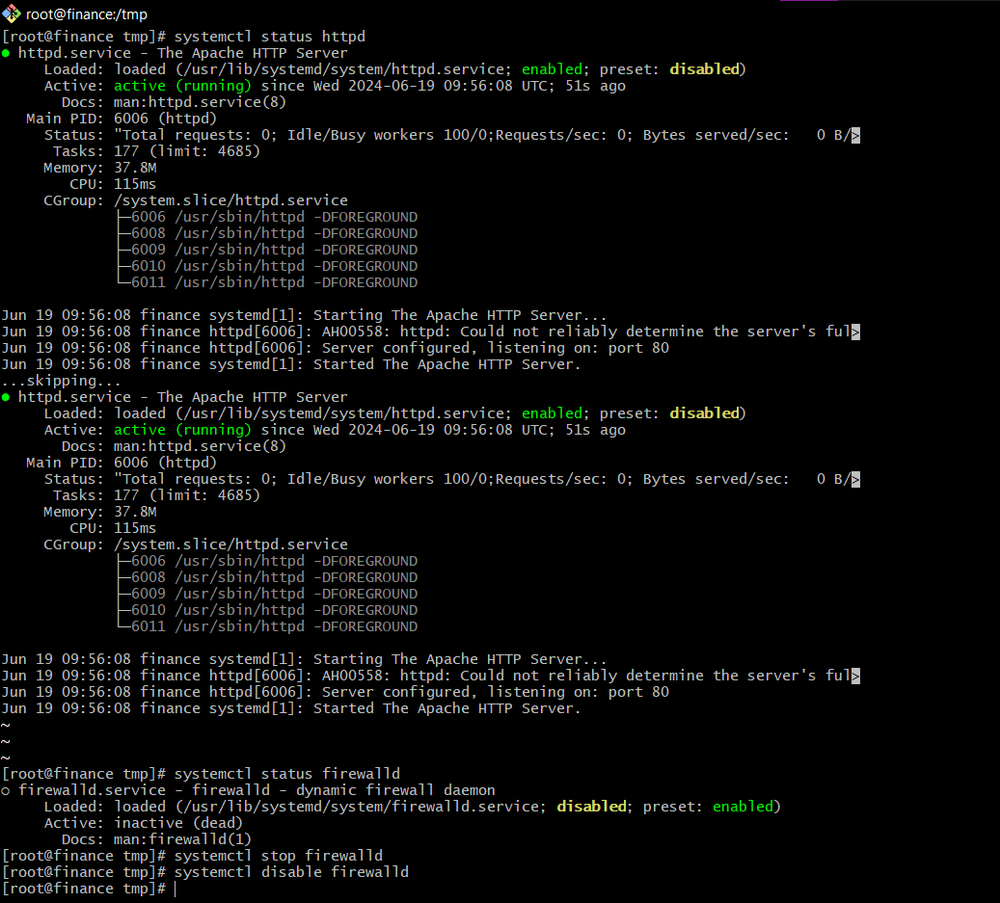 root@finance:/tmp
[root@finance tmp]# systemctl status httpd
● httpd.service - The Apache HTTP Server
     Loaded: loaded (/usr/lib/systemd/system/httpd.service; enabled; preset: disabled)
     Active: active (running) since Wed 2024-06-19 09:56:08 UTC; 51s ago
       Docs: man:httpd.service(8)
   Main PID: 6006 (httpd)
     Status: "Total requests: 0; Idle/Busy workers 100/0;Requests/sec: 0; Bytes served/sec:   0 B/>
      Tasks: 177 (limit: 4685)
     Memory: 37.8M
        CPU: 115ms
     CGroup: /system.slice/httpd.service
             ├─6006 /usr/sbin/httpd -DFOREGROUND
             ├─6008 /usr/sbin/httpd -DFOREGROUND
             ├─6009 /usr/sbin/httpd -DFOREGROUND
             ├─6010 /usr/sbin/httpd -DFOREGROUND
             └─6011 /usr/sbin/httpd -DFOREGROUND

Jun 19 09:56:08 finance systemd[1]: Starting The Apache HTTP Server...
Jun 19 09:56:08 finance httpd[6006]: AH00558: httpd: Could not reliably determine the server's ful>
Jun 19 09:56:08 finance httpd[6006]: Server configured, listening on: port 80
Jun 19 09:56:08 finance systemd[1]: Started The Apache HTTP Server.
...skipping...
● httpd.service - The Apache HTTP Server
     Loaded: loaded (/usr/lib/systemd/system/httpd.service; enabled; preset: disabled)
     Active: active (running) since Wed 2024-06-19 09:56:08 UTC; 51s ago
       Docs: man:httpd.service(8)
   Main PID: 6006 (httpd)
     Status: "Total requests: 0; Idle/Busy workers 100/0;Requests/sec: 0; Bytes served/sec:   0 B/>
      Tasks: 177 (limit: 4685)
     Memory: 37.8M
        CPU: 115ms
     CGroup: /system.slice/httpd.service
             ├─6006 /usr/sbin/httpd -DFOREGROUND
             ├─6008 /usr/sbin/httpd -DFOREGROUND
             ├─6009 /usr/sbin/httpd -DFOREGROUND
             ├─6010 /usr/sbin/httpd -DFOREGROUND
             └─6011 /usr/sbin/httpd -DFOREGROUND

Jun 19 09:56:08 finance systemd[1]: Starting The Apache HTTP Server...
Jun 19 09:56:08 finance httpd[6006]: AH00558: httpd: Could not reliably determine the server's ful>
Jun 19 09:56:08 finance httpd[6006]: Server configured, listening on: port 80
Jun 19 09:56:08 finance systemd[1]: Started The Apache HTTP Server.
~
~
~
[root@finance tmp]# systemctl status firewalld
○ firewalld.service - firewalld - dynamic firewall daemon
     Loaded: loaded (/usr/lib/systemd/system/firewalld.service; disabled; preset: enabled)
     Active: inactive (dead)
       Docs: man:firewalld(1)
[root@finance tmp]# systemctl stop firewalld
[root@finance tmp]# systemctl disable firewalld
[root@finance tmp]#